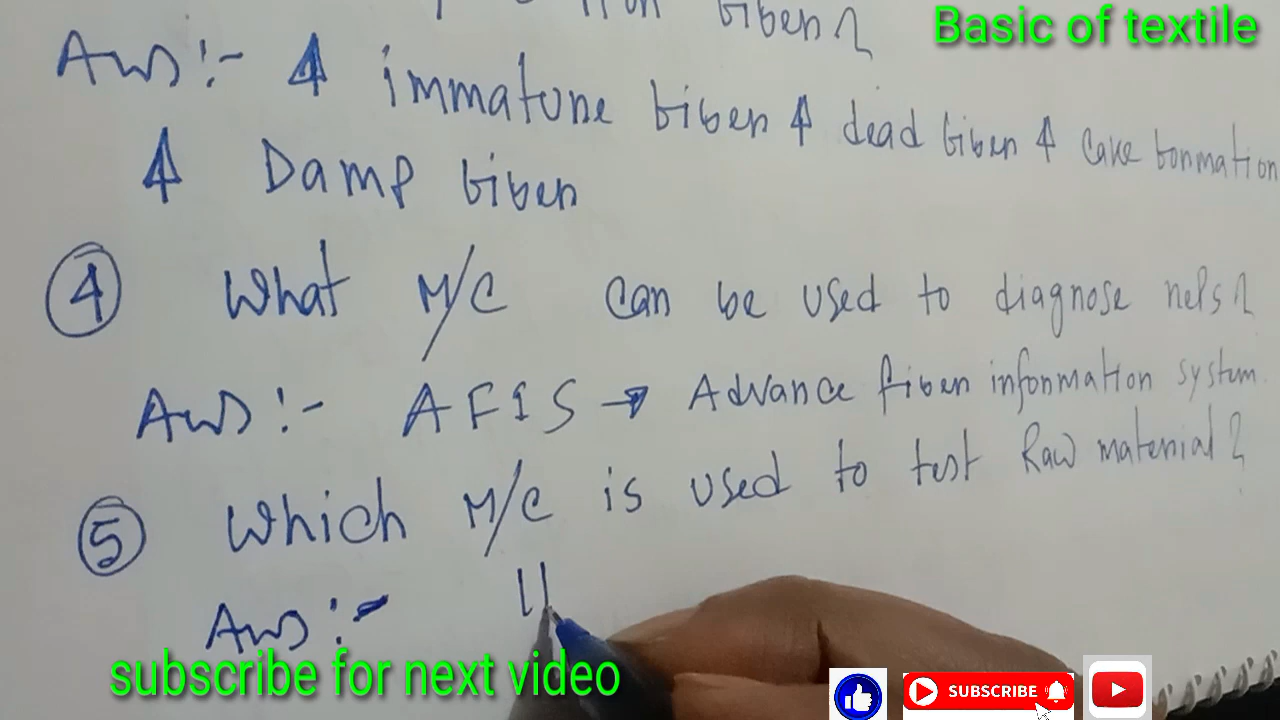 Basic of textile
fiber?
Ans :- immature fiber dead fiber cake formation
Damp fiber
4 What M/C can be used to diagnose neps?
Ans :- AFIS → Advance fiber information system.
5 Which M/C is used to test Raw material?
Ans :- U
subscribe for next video
SUBSCRIBE